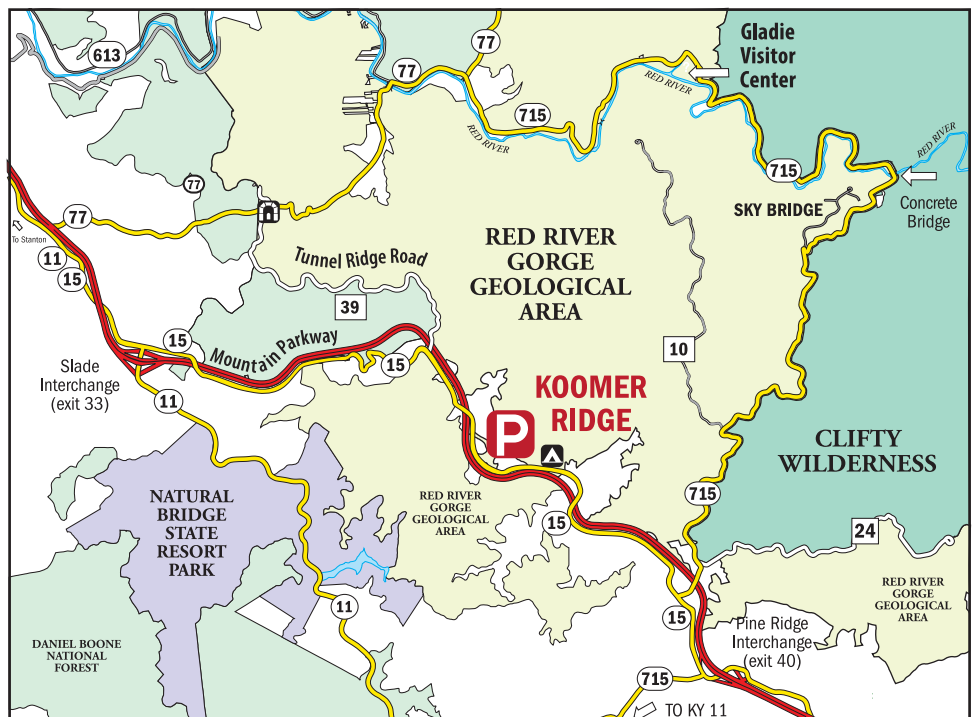 613
77
77
Gladie
Visitor
Center
RED RIVER
715
RED RIVER
RED RIVER
715
77
SKY BRIDGE
Concrete
Bridge
77
To Stanton
11
15
Tunnel Ridge Road
RED RIVER
GORGE
GEOLOGICAL
AREA
39
15
Mountain Parkway
15
10
Slade
Interchange
(exit 33)
11
KOOMER
RIDGE
P
CLIFTY
WILDERNESS
NATURAL
BRIDGE
STATE
RESORT
PARK
RED RIVER
GORGE
GEOLOGICAL
AREA
715
15
24
RED RIVER
GORGE
GEOLOGICAL
AREA
11
15
Pine Ridge
Interchange
(exit 40)
DANIEL BOONE
NATIONAL
FOREST
715
TO KY 11